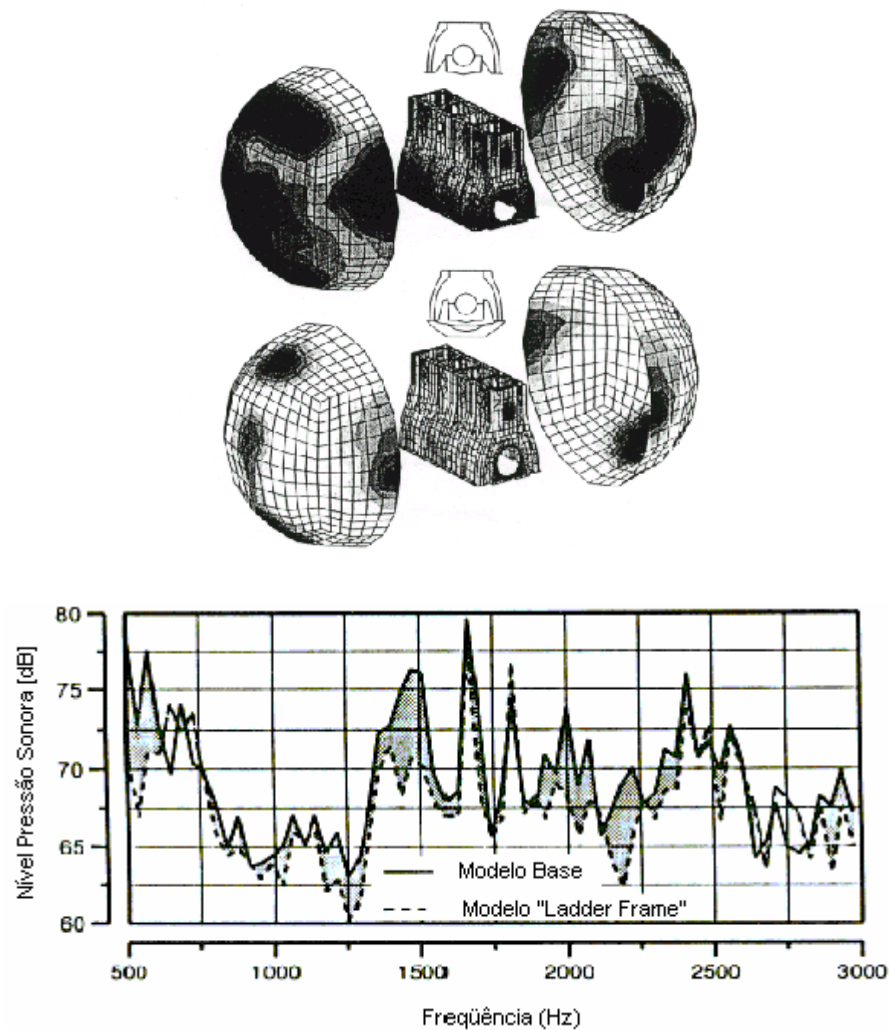 80
75
70
65
60
Nível Pressão Sonora [dB]
Modelo Base
Modelo "Ladder Frame"
500
1000
1500
2000
2500
3000
Freqüência (Hz)